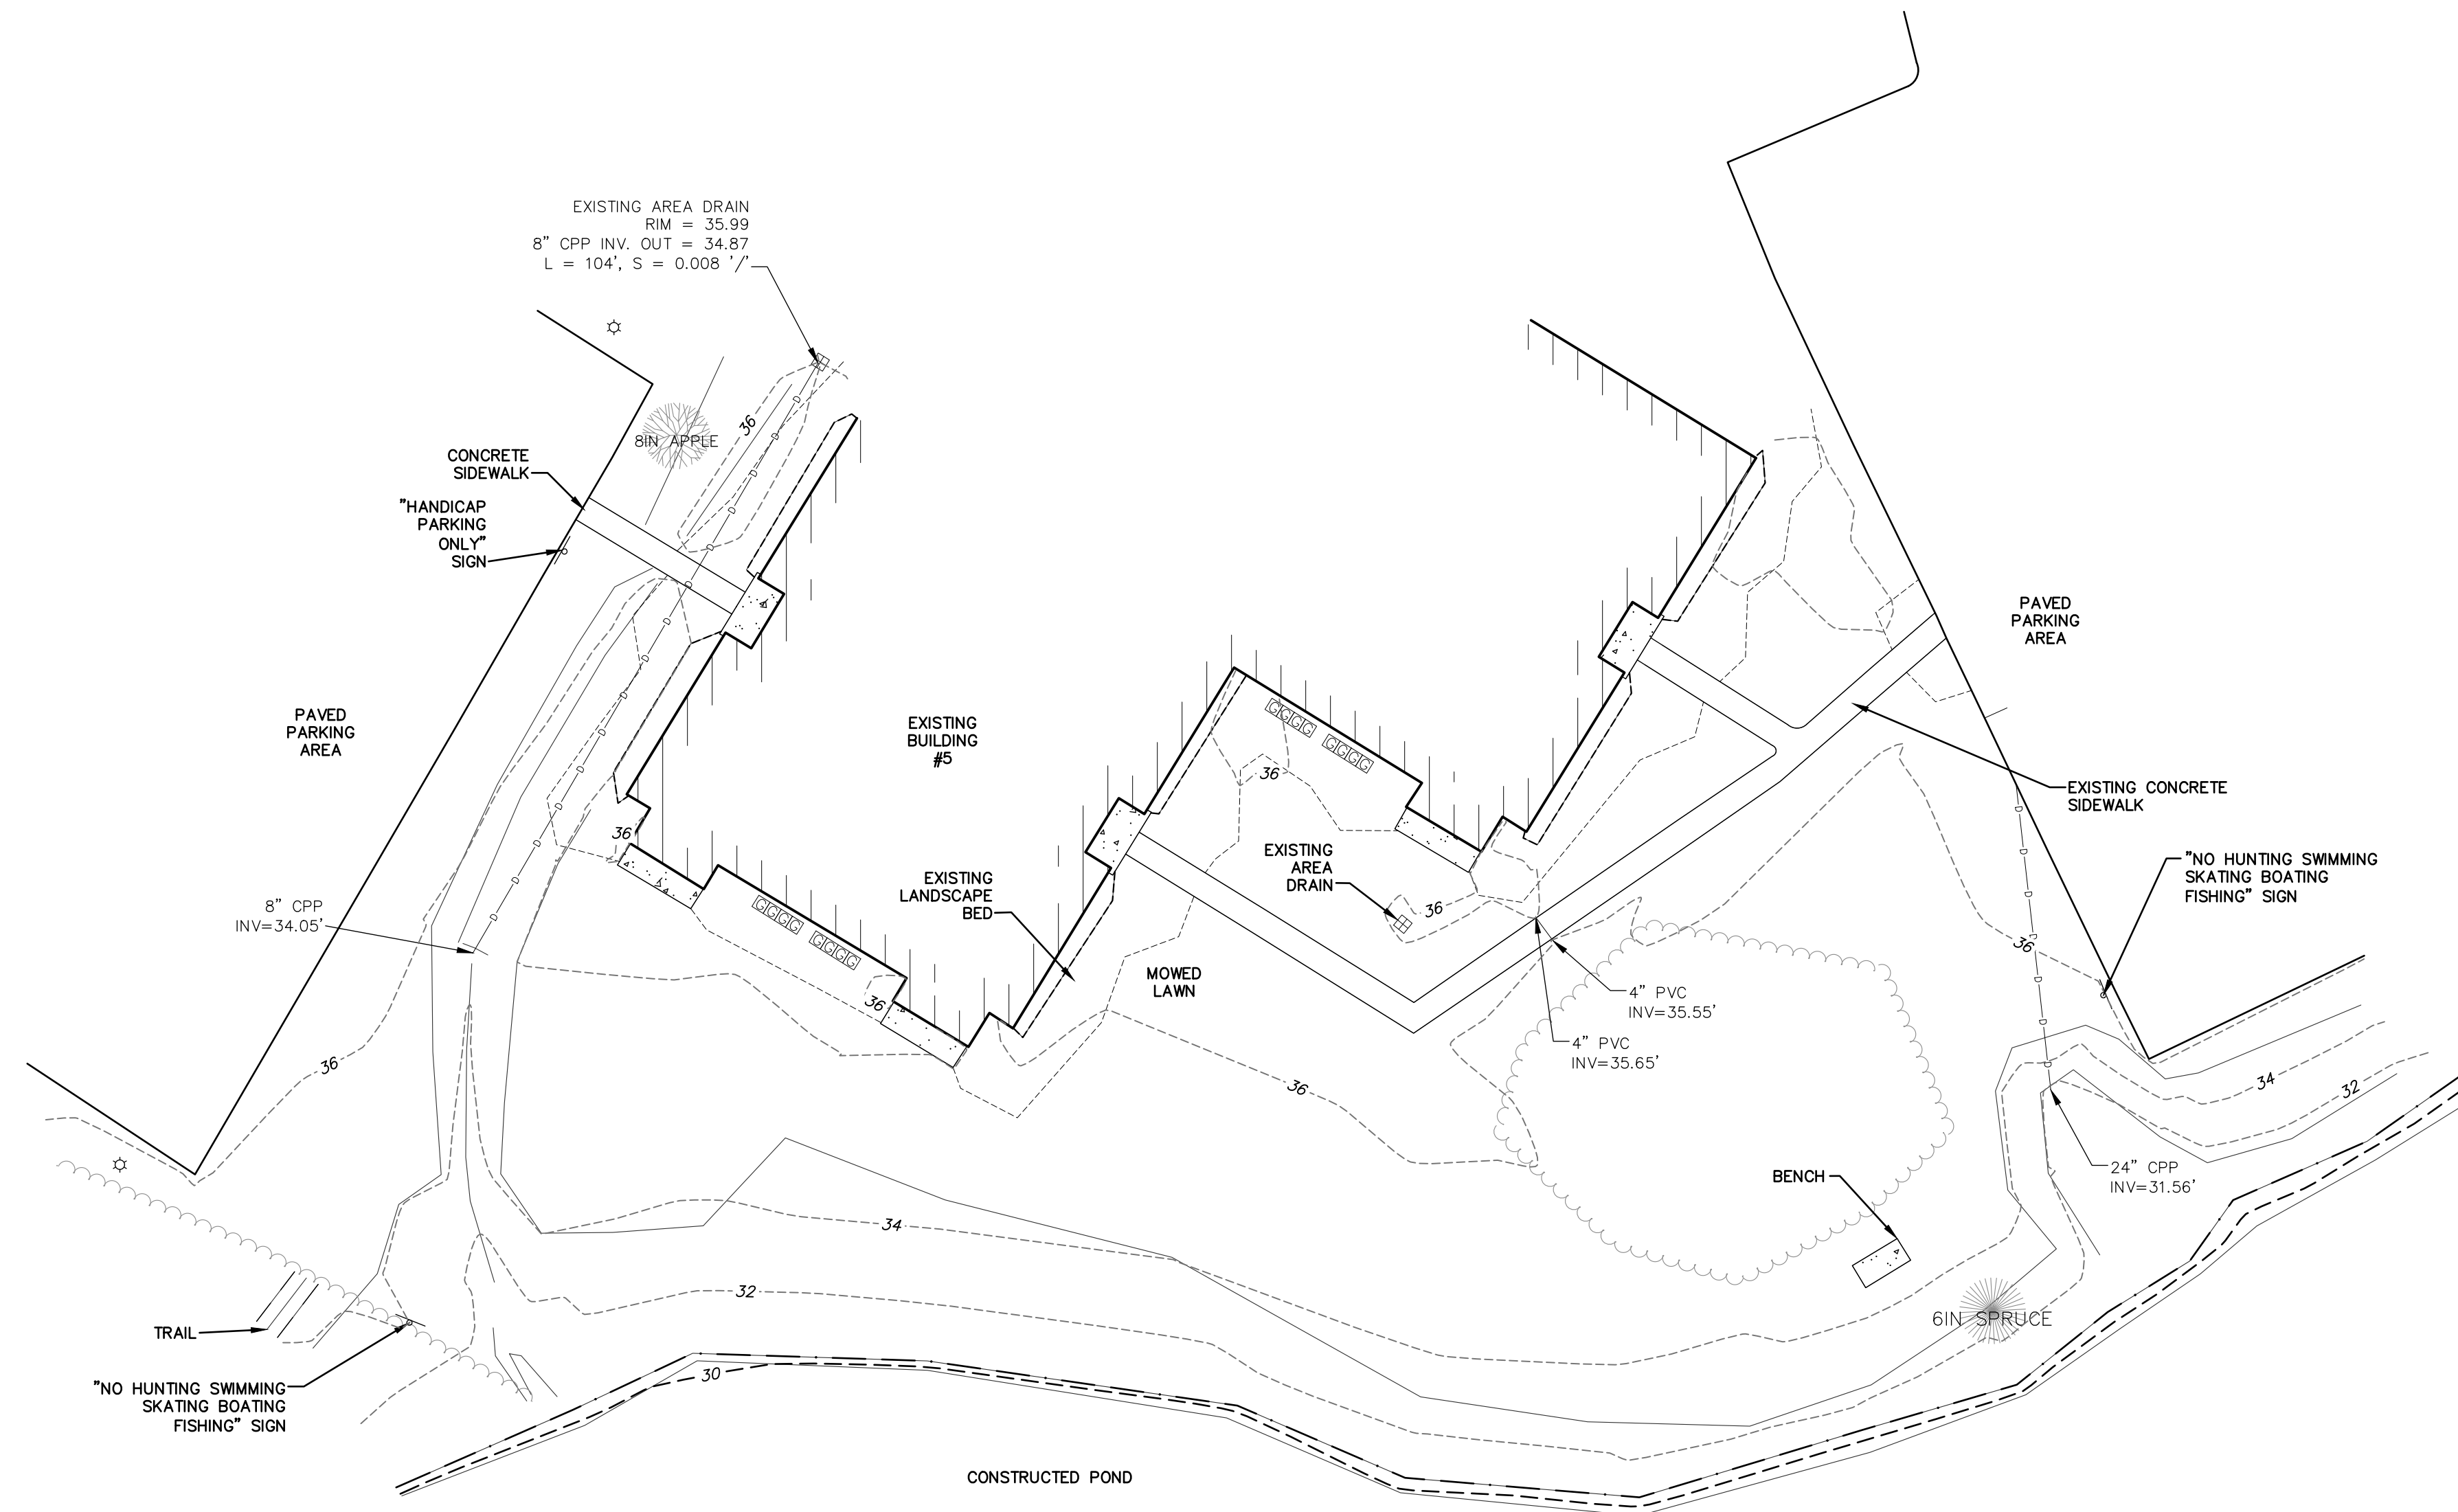 EXISTING AREA DRAIN
RIM = 35.99
8" CPP INV. OUT = 34.87
L = 104', S = 0.008 '/'
36
8IN APPLE
CONCRETE
SIDEWALK
"HANDICAP
PARKING
ONLY"
SIGN
D D D D D D D D D D D D D D D
PAVED
PARKING
AREA
PAVED
PARKING
AREA
EXISTING
BUILDING
#5
GGGG GGGG
36
EXISTING CONCRETE
SIDEWALK
36
EXISTING
AREA
DRAIN
36
"NO HUNTING SWIMMING
SKATING BOATING
FISHING" SIGN
EXISTING
LANDSCAPE
BED
GGGG GGGG
8" CPP
INV=34.05'
36
D D D D D D D
36
MOWED
LAWN
4" PVC
INV=35.55'
4" PVC
INV=35.65'
36
36
34
32
BENCH
24" CPP
INV=31.56'
34
32
6IN SPRUCE
TRAIL
30
"NO HUNTING SWIMMING
SKATING BOATING
FISHING" SIGN
CONSTRUCTED POND